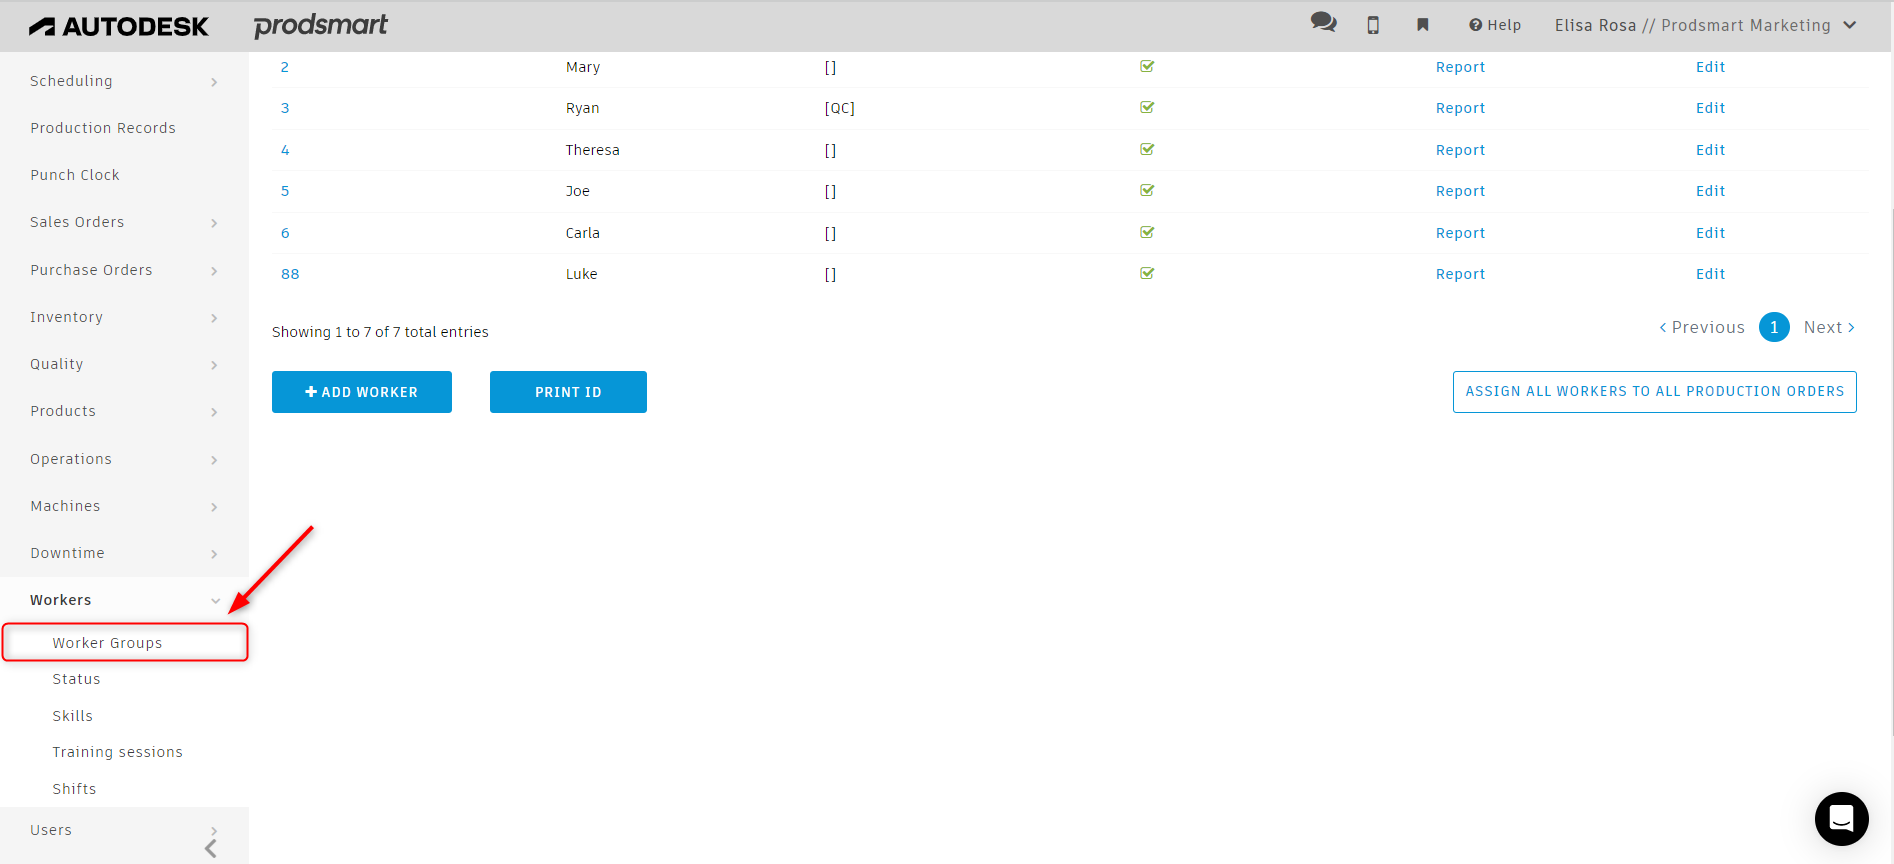 AUTODESK prodsmart Help Elisa Rosa // Prodsmart Marketing
Scheduling
Production Records
Punch Clock
Sales Orders
Purchase Orders
Inventory
Quality
Products
Operations
Machines
Downtime
Workers
Worker Groups
Status
Skills
Training sessions
Shifts
Users
2 Mary [] Report Edit
3 Ryan [QC] Report Edit
4 Theresa [] Report Edit
5 Joe [] Report Edit
6 Carla [] Report Edit
88 Luke [] Report Edit
Showing 1 to 7 of 7 total entries
Previous 1 Next
ADD WORKER PRINT ID ASSIGN ALL WORKERS TO ALL PRODUCTION ORDERS